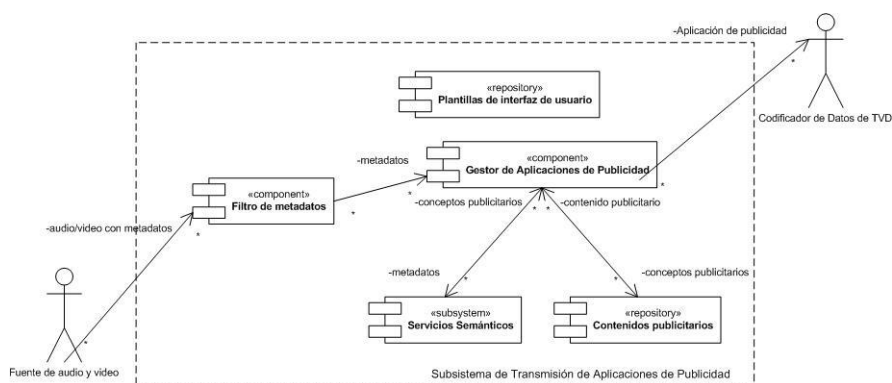 -Aplicación de publicidad
*
«repository»
Plantillas de interfaz de usuario
Codificador de Datos de TVD
-metadatos
«component»
Gestor de Aplicaciones de Publicidad
*
*
«component»
Filtro de metadatos
*
-conceptos publicitarios
*
*
-contenido publicitario
-audio/video con metadatos
*
-metadatos
*
*
-conceptos publicitarios
«subsystem»
Servicios Semánticos
«repository»
Contenidos publicitarios
*
Fuente de audio y video
Subsistema de Transmisión de Aplicaciones de Publicidad